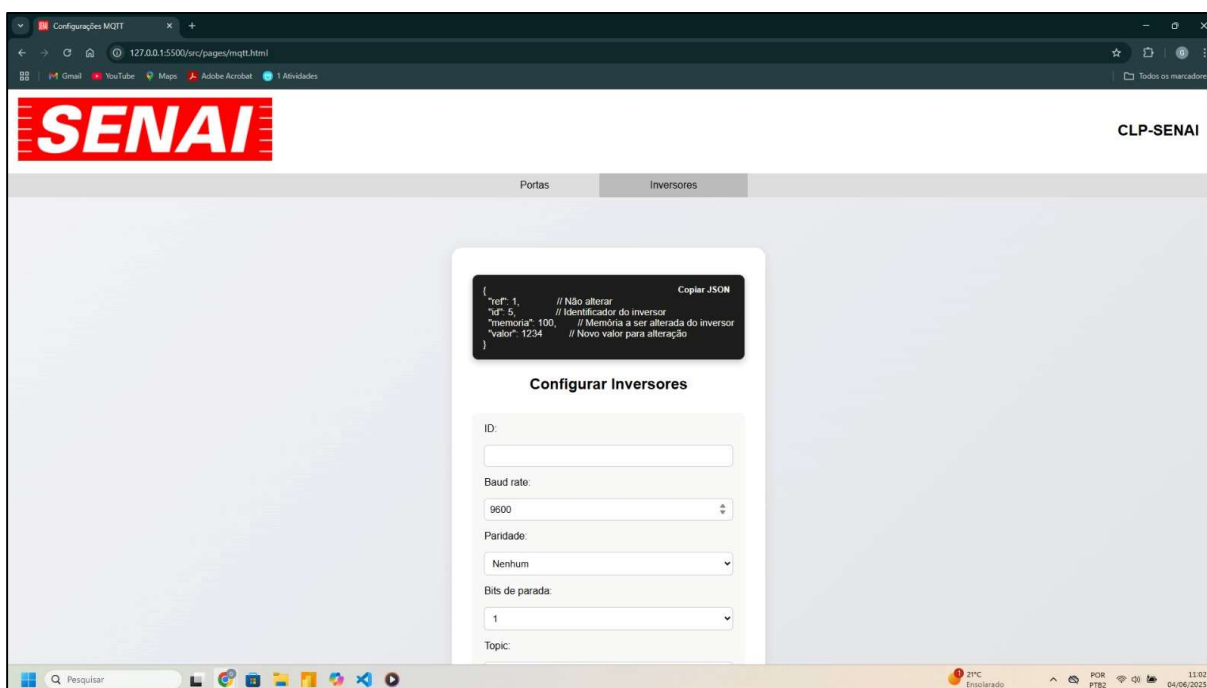 Configurações MQTT
127.0.0.1:5500/src/pages/mqtt.html
Gmail YouTube Maps Adobe Acrobat 1 Atividades Todos os marcadore
SENAI
CLP-SENAI
Portas Inversores
Copiar JSON
{
"ref": 1, // Não alterar
"id": 5, // Identificador do inversor
"memoria": 100, // Memória a ser alterada do inversor
"valor": 1234 // Novo valor para alteração
}
Configurar Inversores
ID:
Baud rate:
9600
Paridade:
Nenhum
Bits de parada:
1
Topic:
Pesquisar
1
21°C
Ensolarado
POR
PTB2
11:02
04/06/2025